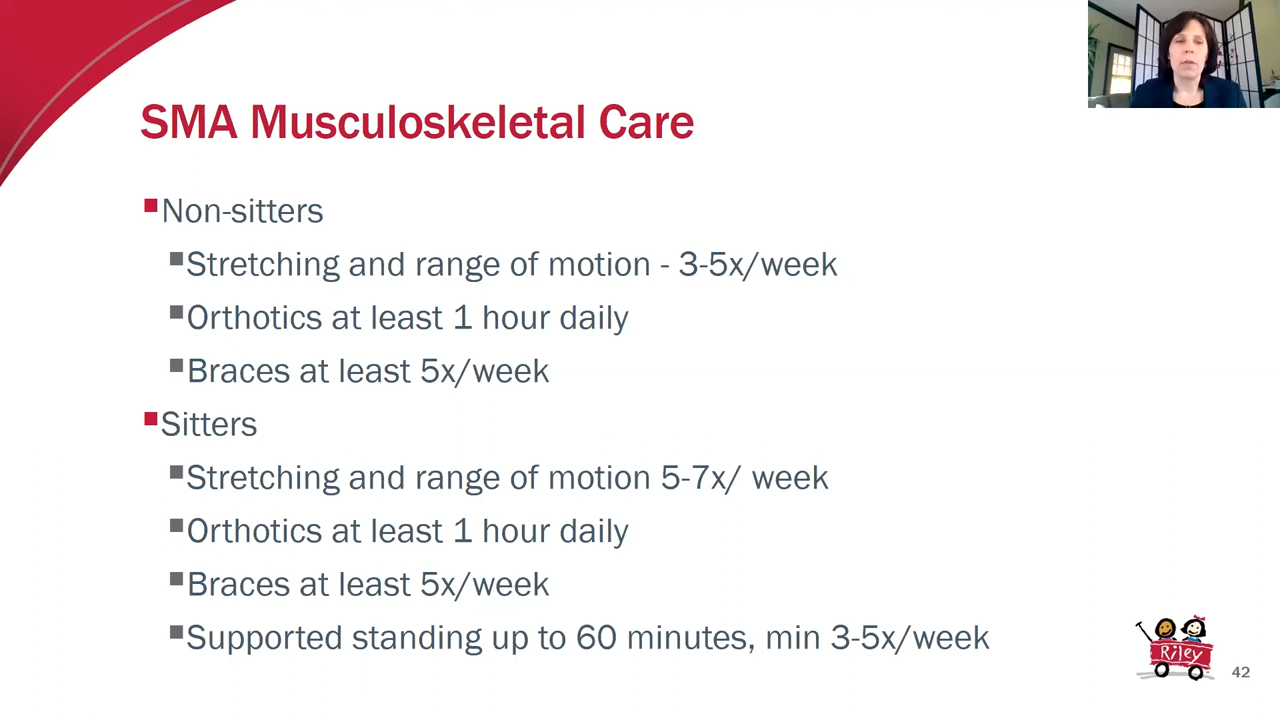 SMA Musculoskeletal Care
Non-sitters
Stretching and range of motion - 3-5x/week
Orthotics at least 1 hour daily
Braces at least 5x/week
Sitters
Stretching and range of motion 5-7x/ week
Orthotics at least 1 hour daily
Braces at least 5x/week
Supported standing up to 60 minutes, min 3-5x/week
Riley
42